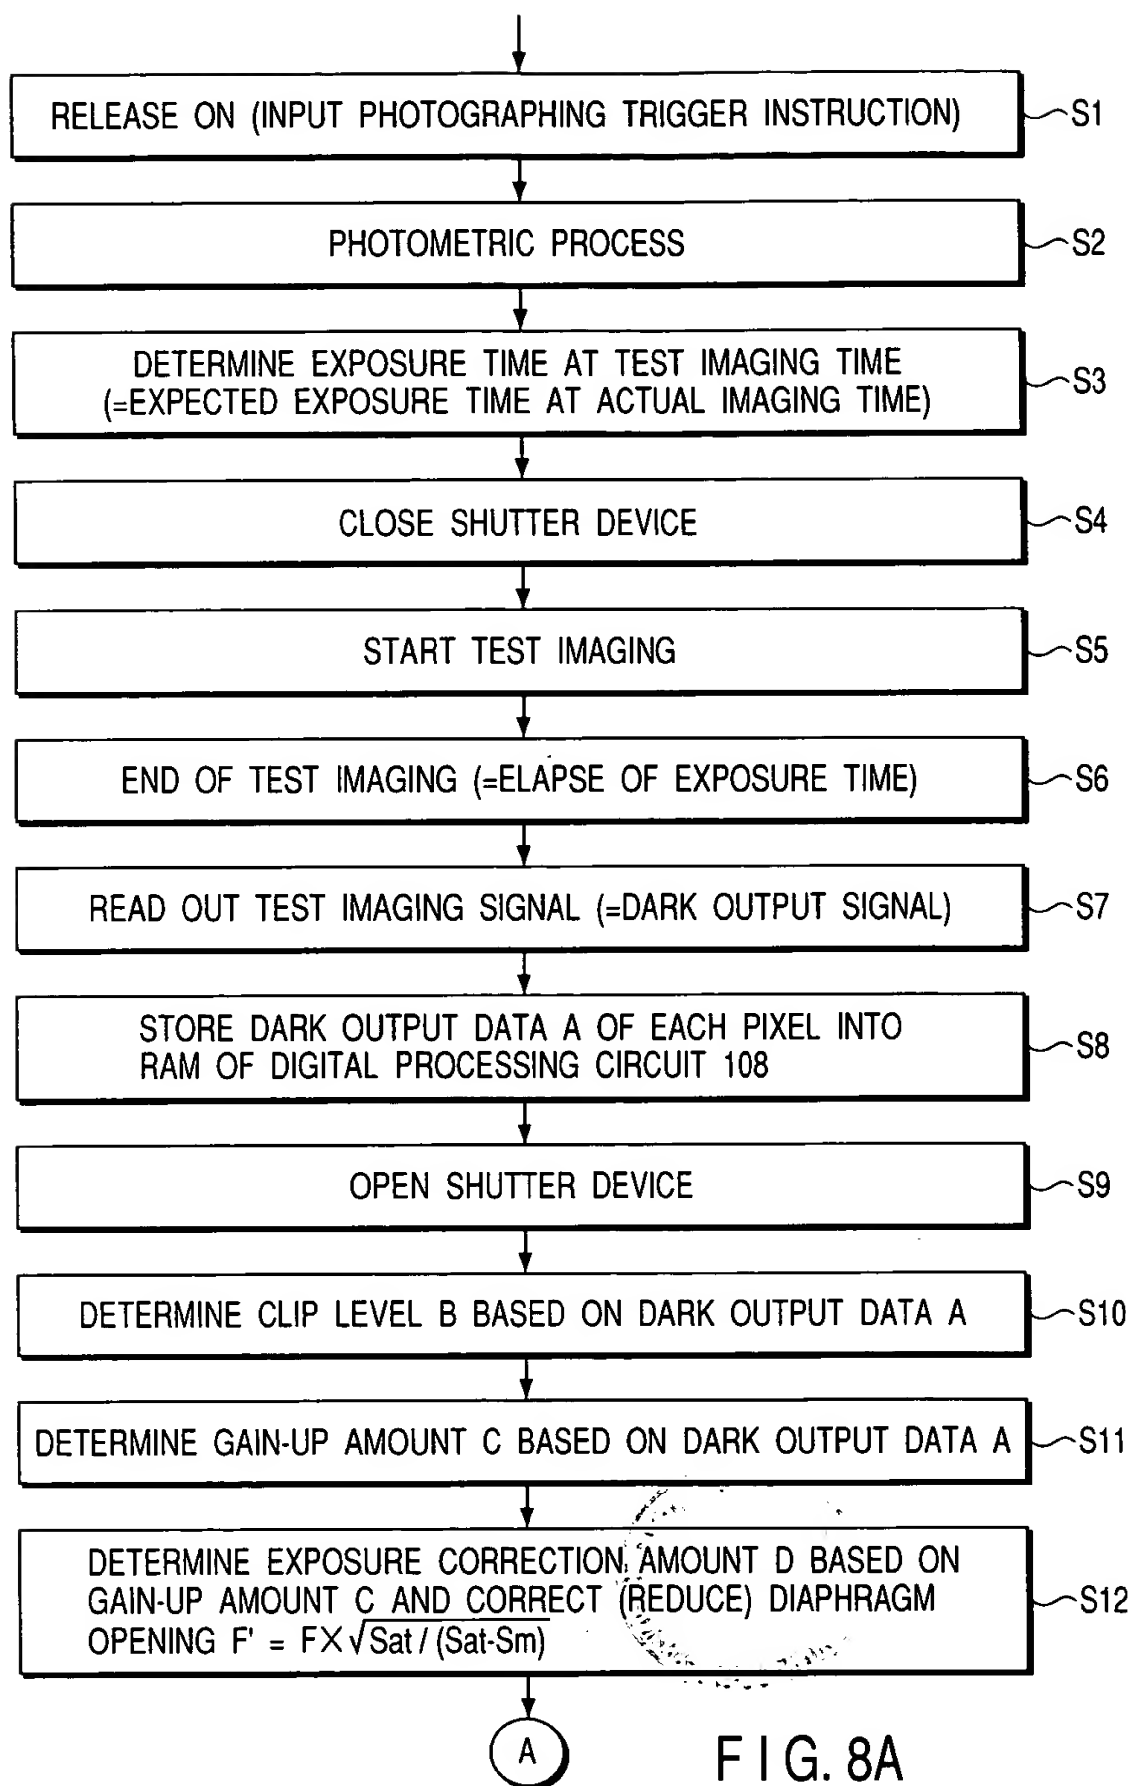 RELEASE ON (INPUT PHOTOGRAPHING TRIGGER INSTRUCTION) S1
PHOTOMETRIC PROCESS S2
DETERMINE EXPOSURE TIME AT TEST IMAGING TIME
(=EXPECTED EXPOSURE TIME AT ACTUAL IMAGING TIME) S3
CLOSE SHUTTER DEVICE S4
START TEST IMAGING S5
END OF TEST IMAGING (=ELAPSE OF EXPOSURE TIME) S6
READ OUT TEST IMAGING SIGNAL (=DARK OUTPUT SIGNAL) S7
STORE DARK OUTPUT DATA A OF EACH PIXEL INTO
RAM OF DIGITAL PROCESSING CIRCUIT 108 S8
OPEN SHUTTER DEVICE S9
DETERMINE CLIP LEVEL B BASED ON DARK OUTPUT DATA A S10
DETERMINE GAIN-UP AMOUNT C BASED ON DARK OUTPUT DATA A S11
DETERMINE EXPOSURE CORRECTION AMOUNT D BASED ON
GAIN-UP AMOUNT C AND CORRECT (REDUCE) DIAPHRAGM S12
OPENING F' = F×√Sat / (Sat-Sm)
A
FIG. 8A